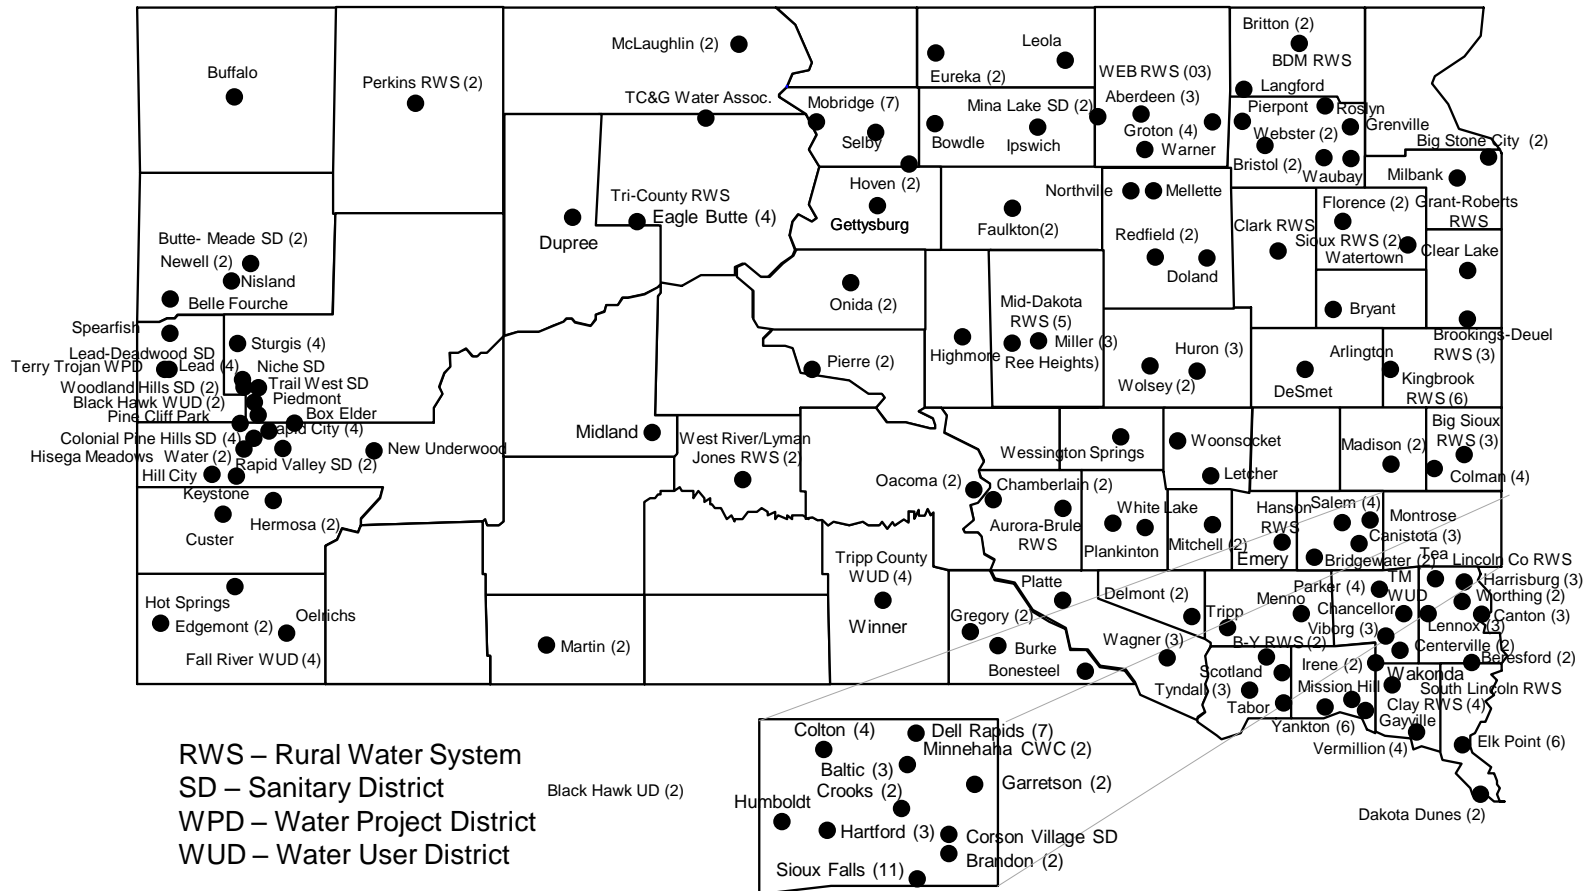 Britton (2)
McLaughlin (2)
Leola
BDM RWS
Buffalo
Perkins RWS (2)
Eureka (2)
WEB RWS (03)
Langford
TC&G Water Assoc.
Mobridge (7)
Mina Lake SD (2)
Aberdeen (3)
Pierpont
Roslyn
Selby
Bowdle
Ipswich
Groton (4)
Webster (2)
Grenville
Warner
Big Stone City (2)
Bristol (2)
Waubay
Milbank
Hoven (2)
Northville
Mellette
Tri-County RWS
Eagle Butte (4)
Gettysburg
Faulkton(2)
Florence (2)
Grant-Roberts
RWS
Dupree
Redfield (2)
Clark RWS
Sioux RWS (2)
Watertown
Clear Lake
Butte- Meade SD (2)
Newell (2)
Nisland
Doland
Belle Fourche
Onida (2)
Mid-Dakota
RWS (5)
Bryant
Spearfish
Sturgis (4)
Highmore
Miller (3)
Ree Heights)
Huron (3)
Arlington
Brookings-Deuel
RWS (3)
Lead-Deadwood SD
Terry Trojan WPD
Lead (4)
Niche SD
Pierre (2)
Wolsey (2)
DeSmet
Kingbrook
RWS (6)
Woodland Hills SD (2)
Trail West SD
Black Hawk WUD (2)
Piedmont
Pine Cliff Park
Box Elder
Rapid City (4)
Colonial Pine Hills SD (4)
Hisega Meadows Water (2)
New Underwood
Midland
West River/Lyman
Jones RWS (2)
Wessington Springs
Woonsocket
Madison (2)
Big Sioux
RWS (3)
Rapid Valley SD (2)
Hill City
Letcher
Colman (4)
Keystone
Oacoma (2)
Chamberlain (2)
Hermosa (2)
Custer
Aurora-Brule
RWS
White Lake
Plankinton
Mitchell (2)
Hanson
RWS
Salem (4)
Montrose
Canistota (3)
Emery
Bridgewater (2)
Tea
Lincoln Co RWS
Tripp County
WUD (4)
Platte
Delmont (2)
Parker (4)
TM
WUD
Harrisburg (3)
Worthing (2)
Hot Springs
Edgemont (2)
Oelrichs
Winner
Gregory (2)
Tripp
Menno
Chancellor
Lennox (3)
Canton (3)
Viborg (3)
Fall River WUD (4)
Martin (2)
Burke
Wagner (3)
B-Y RWS (2)
Centerville (2)
Beresford (2)
Bonesteel
Scotland
Irene (2)
Wakonda
Tyndall (3)
Mission Hill
South Lincoln RWS
Tabor
Clay RWS (4)
Yankton (6)
Gayville
Vermillion (4)
Elk Point (6)
Dakota Dunes (2)
Colton (4)
Dell Rapids (7)
Minnehaha CWC (2)
Baltic (3)
Crooks (2)
Garretson (2)
Humboldt
Hartford (3)
Corson Village SD
Brandon (2)
Sioux Falls (11)
Black Hawk UD (2)
RWS – Rural Water System
SD – Sanitary District
WPD – Water Project District
WUD – Water User District